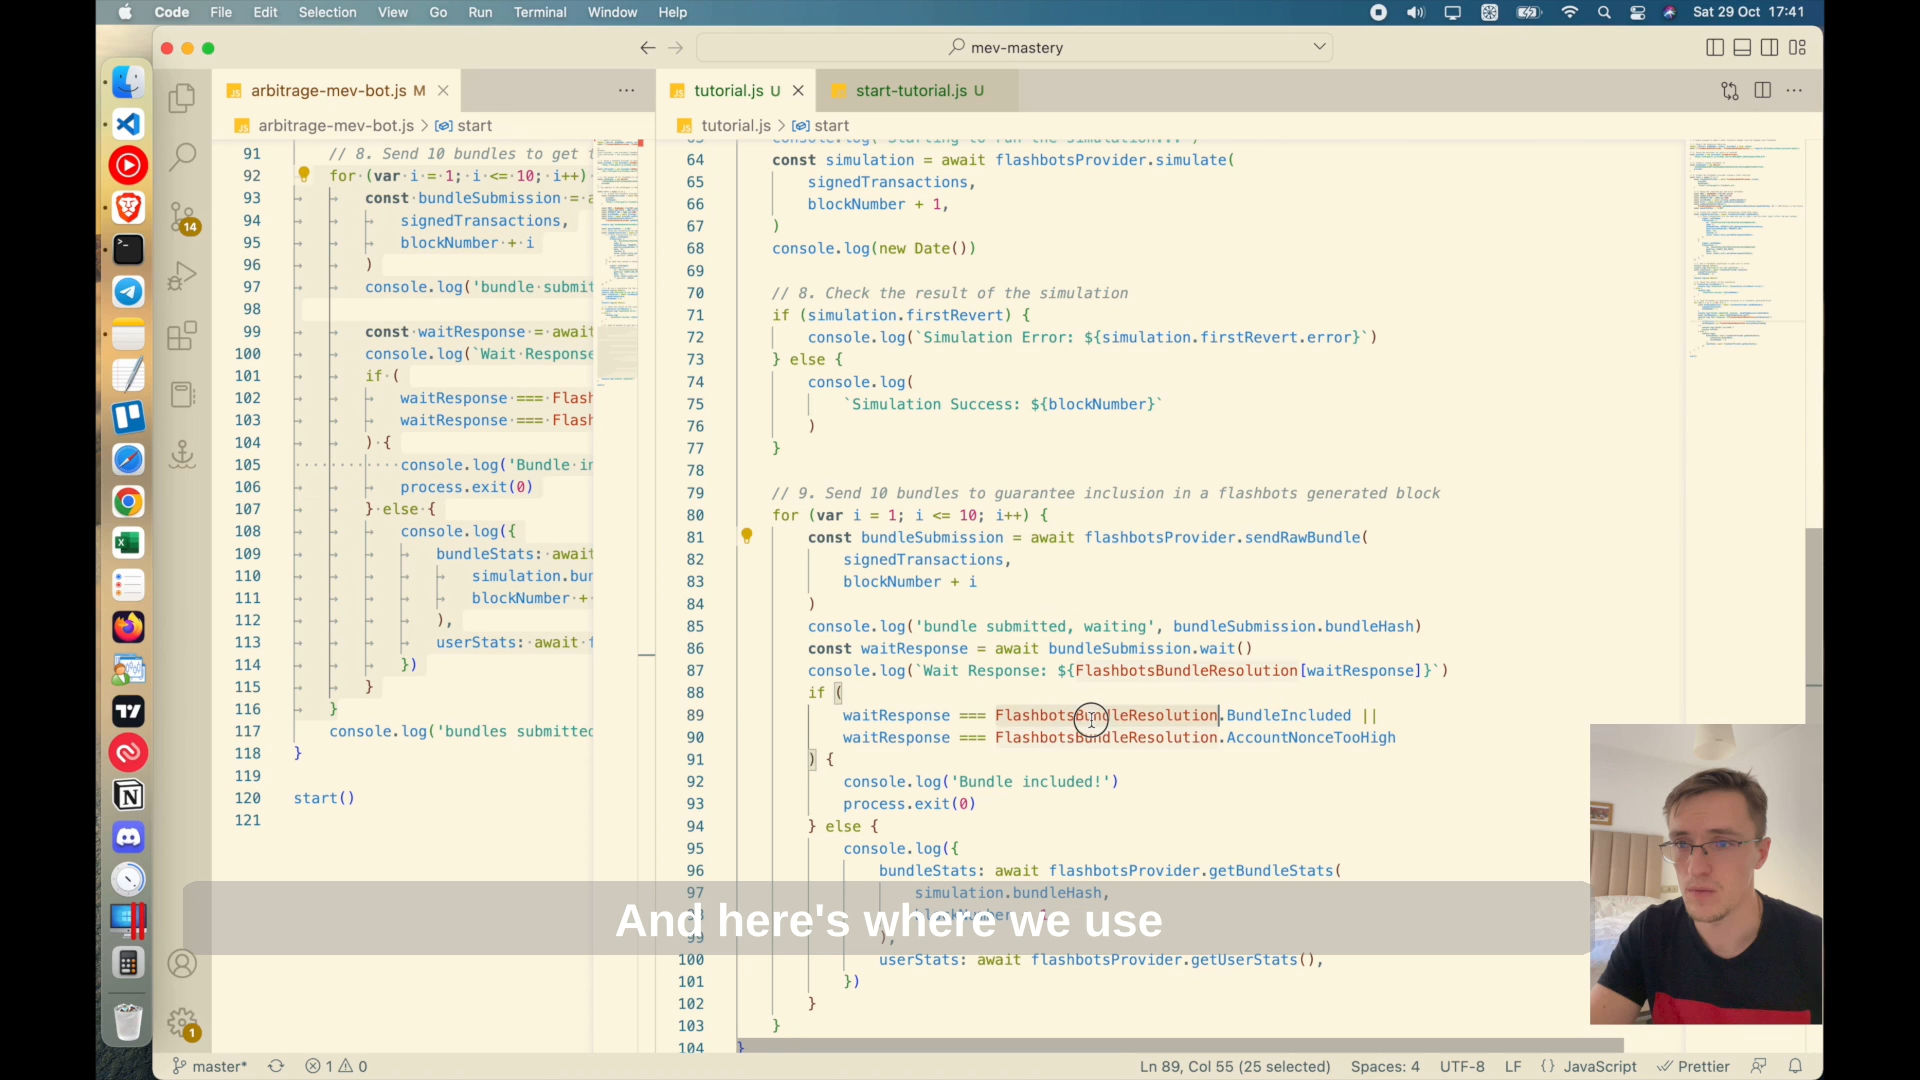 Code File Edit Selection View Go Run Terminal Window Help
Sat 29 Oct 17:41
mev-mastery
arbitrage-mev-bot.js M
tutorial.js U
start-tutorial.js U
arbitrage-mev-bot.js > start
tutorial.js > start
91 // 8. Send 10 bundles to get
92 for (var i = 1; i <= 10; i++)
93 const bundleSubmission =
94 signedTransactions,
95 blockNumber + i
96 )
97 console.log('bundle submit
98
99 const waitResponse = await
100 console.log(`Wait Response
101 if (
102 waitResponse === Flash
103 waitResponse === Flash
104 ) {
105 console.log('Bundle in
106 process.exit(0)
107 } else {
108 console.log({
109 bundleStats: await
110 simulation.bun
111 blockNumber +
112 ),
113 userStats: await f
114 })
115 }
116 }
117 console.log('bundles submitted
118 }
119
120 start()
121
64 const simulation = await flashbotsProvider.simulate(
65 signedTransactions,
66 blockNumber + 1,
67 )
68 console.log(new Date())
69
70 // 8. Check the result of the simulation
71 if (simulation.firstRevert) {
72 console.log(`Simulation Error: ${simulation.firstRevert.error}`)
73 } else {
74 console.log(
75 `Simulation Success: ${blockNumber}`
76 )
77 }
78
79 // 9. Send 10 bundles to guarantee inclusion in a flashbots generated block
80 for (var i = 1; i <= 10; i++) {
81 const bundleSubmission = await flashbotsProvider.sendRawBundle(
82 signedTransactions,
83 blockNumber + i
84 )
85 console.log('bundle submitted, waiting', bundleSubmission.bundleHash)
86 const waitResponse = await bundleSubmission.wait()
87 console.log(`Wait Response: ${FlashbotsBundleResolution[waitResponse]}`)
88 if (
89 waitResponse === FlashbotsBundleResolution.BundleIncluded ||
90 waitResponse === FlashbotsBundleResolution.AccountNonceTooHigh
91 ) {
92 console.log('Bundle included!')
93 process.exit(0)
94 } else {
95 console.log({
96 bundleStats: await flashbotsProvider.getBundleStats(
97 simulation.bundleHash,
98
99 ),
100 userStats: await flashbotsProvider.getUserStats(),
101 })
102 }
103 }
104 }
And here's where we use
14
1
master* 1 0
Ln 89, Col 55 (25 selected) Spaces: 4 UTF-8 LF {} JavaScript Prettier